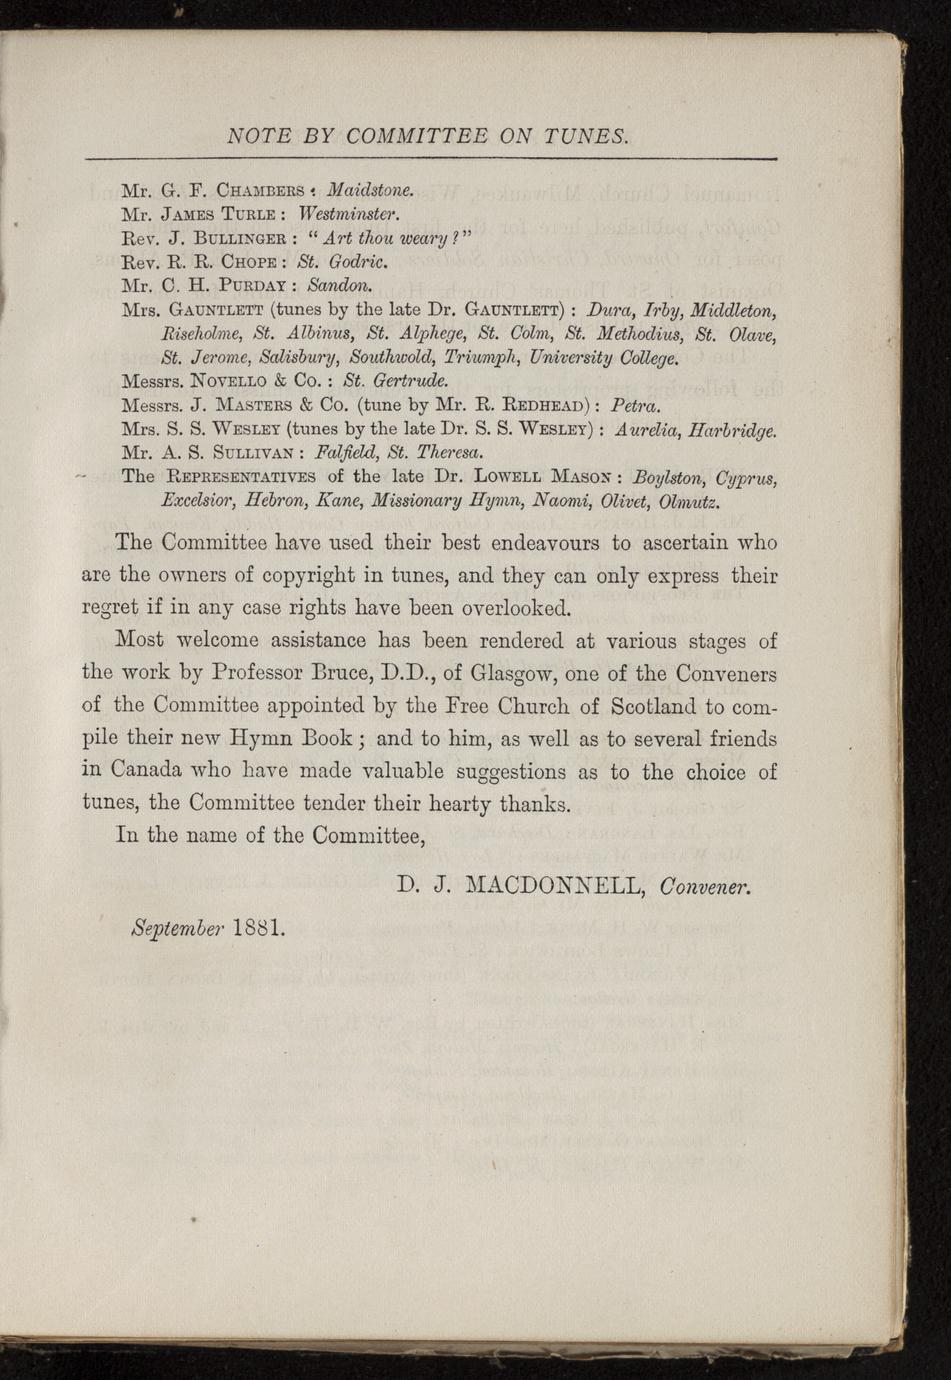 NOTE BY COMMITTEE ON TUNES.
Mr. G. F. CHAMBERS : Maidstone.
Mr. JAMES TURLE : Westminster.
Rev. J. BULLINGER : “ Art thou weary ? ”
Rev. R. R. CHOPE : St. Godric.
Mr. C. H. PURDAY : Sandon.
Mrs. GAUNTLETT (tunes by the late Dr. GAUNTLETT) : Dura, Irby, Middleton,
Riseholme, St. Albinus, St. Alphege, St. Colm, St. Methodius, St. Olave,
St. Jerome, Salisbury, Southwold, Triumph, University College.
Messrs. NOVELLO & Co. : St. Gertrude.
Messrs. J. MASTERS & Co. (tune by Mr. R. REDHEAD) : Petra.
Mrs. S. S. WESLEY (tunes by the late Dr. S. S. WESLEY) : Aurelia, Harbridge.
Mr. A. S. SULLIVAN : Falfield, St. Theresa.
The REPRESENTATIVES of the late Dr. LOWELL MASON : Boylston, Cyprus,
Excelsior, Hebron, Kane, Missionary Hymn, Naomi, Olivet, Olmutz.
The Committee have used their best endeavours to ascertain who
are the owners of copyright in tunes, and they can only express their
regret if in any case rights have been overlooked.
Most welcome assistance has been rendered at various stages of
the work by Professor Bruce, D.D., of Glasgow, one of the Conveners
of the Committee appointed by the Free Church of Scotland to com-
pile their new Hymn Book ; and to him, as well as to several friends
in Canada who have made valuable suggestions as to the choice of
tunes, the Committee tender their hearty thanks.
In the name of the Committee,
D. J. MACDONNELL, Convener.
September 1881.